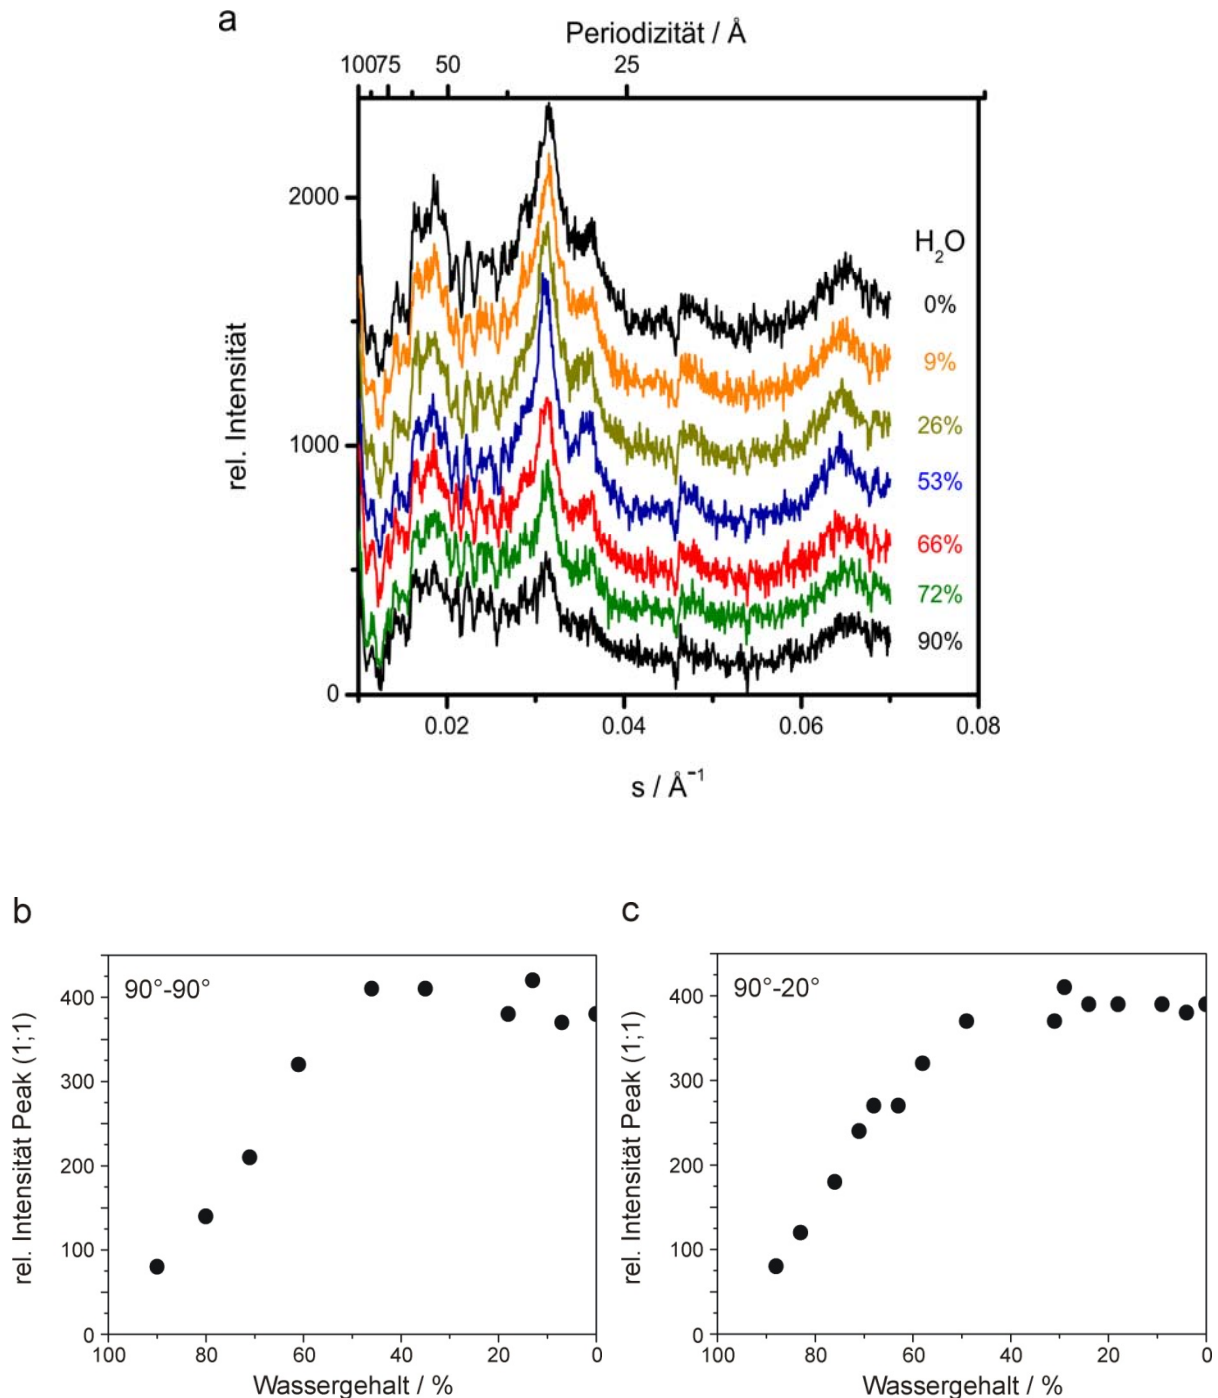 a
Periodizität / Å
100 75 50 25
2000
1000
0
rel. Intensität
H₂O
0%
9%
26%
53%
66%
72%
90%
0.02 0.04 0.06 0.08
s / Å⁻¹
b
90°-90°
400
300
200
100
0
rel. Intensität Peak (1;1)
100 80 60 40 20 0
Wassergehalt / %
c
90°-20°
400
300
200
100
0
rel. Intensität Peak (1;1)
100 80 60 40 20 0
Wassergehalt / %